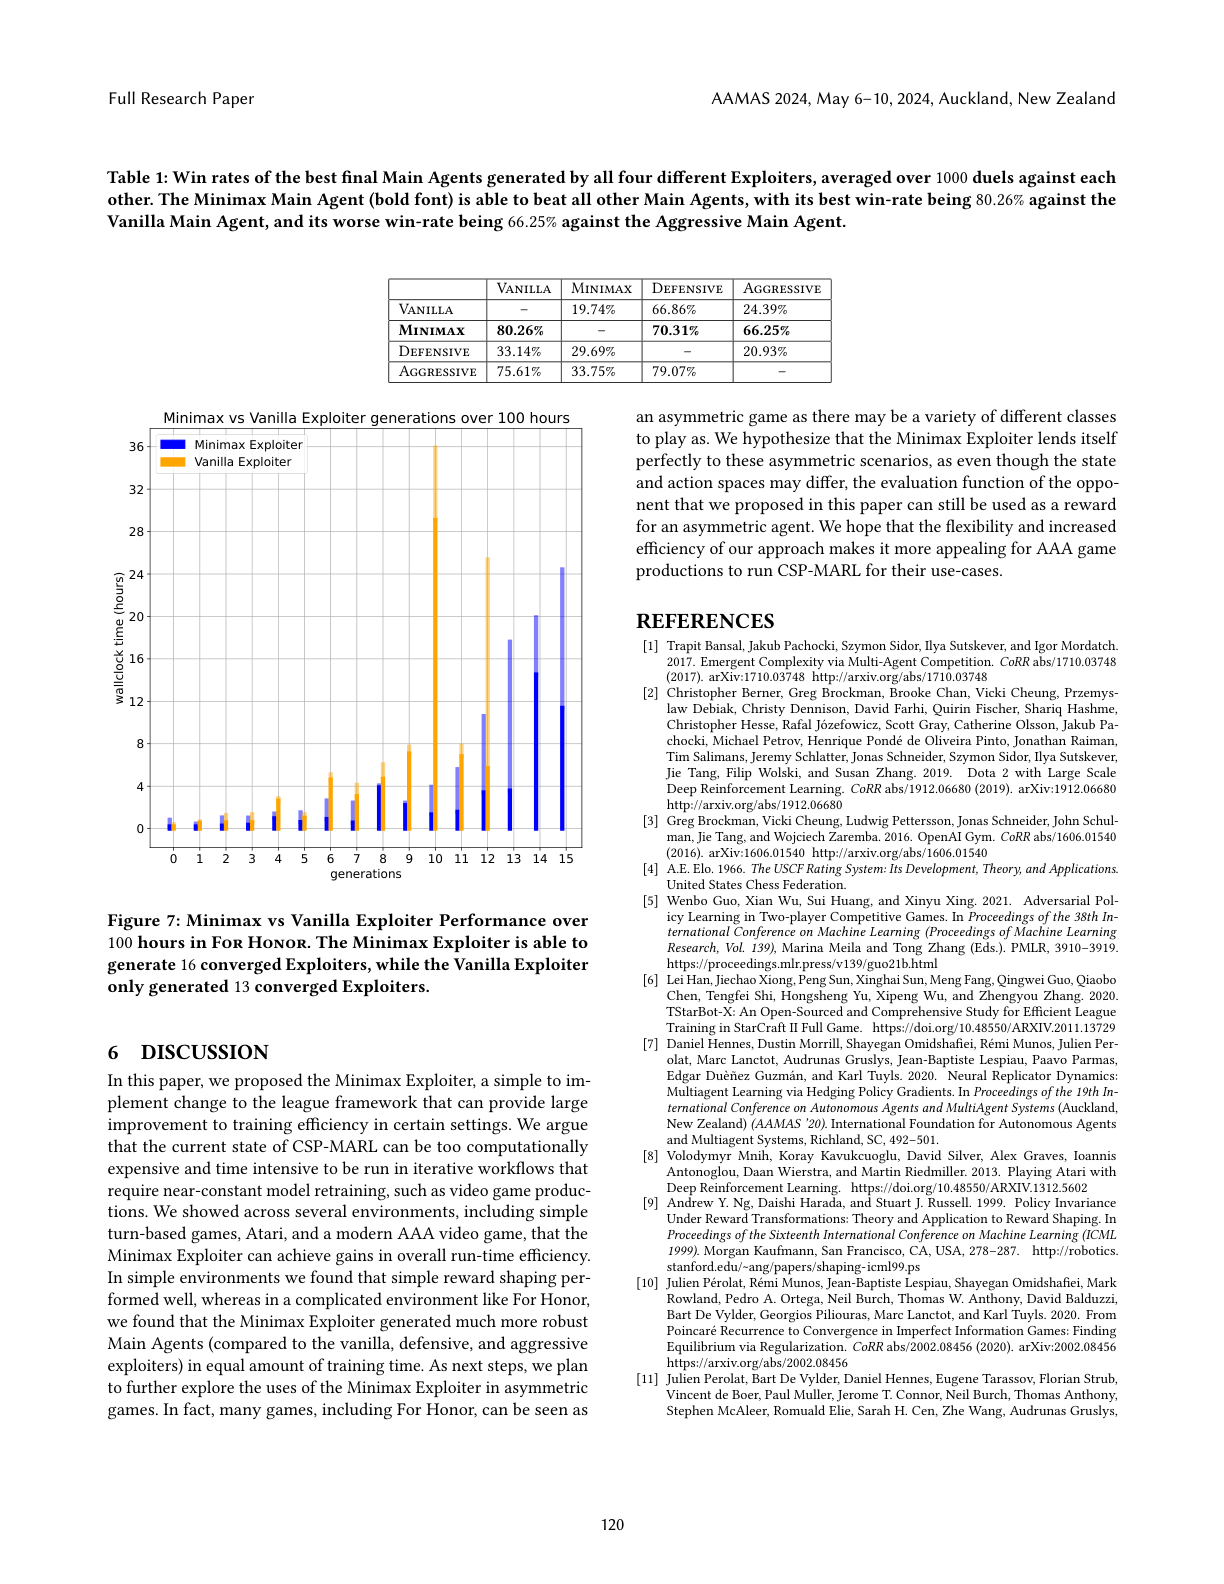 Full Research Paper
AAMAS 2024, May 6–10, 2024, Auckland, New Zealand
Table 1: Win rates of the best final Main Agents generated by all four different Exploiters, averaged over 1000 duels against each
other. The Minimax Main Agent (bold font) is able to beat all other Main Agents, with its best win-rate being 80.26% against the
Vanilla Main Agent, and its worse win-rate being 66.25% against the Aggressive Main Agent.
Vanilla Minimax Defensive Aggressive
Vanilla – 19.74% 66.86% 24.39%
Minimax 80.26% – 70.31% 66.25%
Defensive 33.14% 29.69% – 20.93%
Aggressive 75.61% 33.75% 79.07% –
Minimax vs Vanilla Exploiter generations over 100 hours
Minimax Exploiter
Vanilla Exploiter
wallclock time (hours)
36
32
28
24
20
16
12
8
4
0
0 1 2 3 4 5 6 7 8 9 10 11 12 13 14 15
generations
Figure 7: Minimax vs Vanilla Exploiter Performance over
100 hours in For Honor. The Minimax Exploiter is able to
generate 16 converged Exploiters, while the Vanilla Exploiter
only generated 13 converged Exploiters.
6 DISCUSSION
In this paper, we proposed the Minimax Exploiter, a simple to im-
plement change to the league framework that can provide large
improvement to training efficiency in certain settings. We argue
that the current state of CSP-MARL can be too computationally
expensive and time intensive to be run in iterative workflows that
require near-constant model retraining, such as video game produc-
tions. We showed across several environments, including simple
turn-based games, Atari, and a modern AAA video game, that the
Minimax Exploiter can achieve gains in overall run-time efficiency.
In simple environments we found that simple reward shaping per-
formed well, whereas in a complicated environment like For Honor,
we found that the Minimax Exploiter generated much more robust
Main Agents (compared to the vanilla, defensive, and aggressive
exploiters) in equal amount of training time. As next steps, we plan
to further explore the uses of the Minimax Exploiter in asymmetric
games. In fact, many games, including For Honor, can be seen as
an asymmetric game as there may be a variety of different classes
to play as. We hypothesize that the Minimax Exploiter lends itself
perfectly to these asymmetric scenarios, as even though the state
and action spaces may differ, the evaluation function of the oppo-
nent that we proposed in this paper can still be used as a reward
for an asymmetric agent. We hope that the flexibility and increased
efficiency of our approach makes it more appealing for AAA game
productions to run CSP-MARL for their use-cases.
REFERENCES
[1] Trapit Bansal, Jakub Pachocki, Szymon Sidor, Ilya Sutskever, and Igor Mordatch.
2017. Emergent Complexity via Multi-Agent Competition. CoRR abs/1710.03748
(2017). arXiv:1710.03748 http://arxiv.org/abs/1710.03748
[2] Christopher Berner, Greg Brockman, Brooke Chan, Vicki Cheung, Przemys-
law Debiak, Christy Dennison, David Farhi, Quirin Fischer, Shariq Hashme,
Christopher Hesse, Rafal Józefowicz, Scott Gray, Catherine Olsson, Jakub Pa-
chocki, Michael Petrov, Henrique Pondé de Oliveira Pinto, Jonathan Raiman,
Tim Salimans, Jeremy Schlatter, Jonas Schneider, Szymon Sidor, Ilya Sutskever,
Jie Tang, Filip Wolski, and Susan Zhang. 2019. Dota 2 with Large Scale
Deep Reinforcement Learning. CoRR abs/1912.06680 (2019). arXiv:1912.06680
http://arxiv.org/abs/1912.06680
[3] Greg Brockman, Vicki Cheung, Ludwig Pettersson, Jonas Schneider, John Schul-
man, Jie Tang, and Wojciech Zaremba. 2016. OpenAI Gym. CoRR abs/1606.01540
(2016). arXiv:1606.01540 http://arxiv.org/abs/1606.01540
[4] A.E. Elo. 1966. The USCF Rating System: Its Development, Theory, and Applications.
United States Chess Federation.
[5] Wenbo Guo, Xian Wu, Sui Huang, and Xinyu Xing. 2021. Adversarial Pol-
icy Learning in Two-player Competitive Games. In Proceedings of the 38th In-
ternational Conference on Machine Learning (Proceedings of Machine Learning
Research, Vol. 139), Marina Meila and Tong Zhang (Eds.). PMLR, 3910–3919.
https://proceedings.mlr.press/v139/guo21b.html
[6] Lei Han, Jiechao Xiong, Peng Sun, Xinghai Sun, Meng Fang, Qingwei Guo, Qiaobo
Chen, Tengfei Shi, Hongsheng Yu, Xipeng Wu, and Zhengyou Zhang. 2020.
TStarBot-X: An Open-Sourced and Comprehensive Study for Efficient League
Training in StarCraft II Full Game. https://doi.org/10.48550/ARXIV.2011.13729
[7] Daniel Hennes, Dustin Morrill, Shayegan Omidshafiei, Rémi Munos, Julien Per-
olat, Marc Lanctot, Audrunas Gruslys, Jean-Baptiste Lespiau, Paavo Parmas,
Edgar Duèñez Guzmán, and Karl Tuyls. 2020. Neural Replicator Dynamics:
Multiagent Learning via Hedging Policy Gradients. In Proceedings of the 19th In-
ternational Conference on Autonomous Agents and MultiAgent Systems (Auckland,
New Zealand) (AAMAS '20). International Foundation for Autonomous Agents
and Multiagent Systems, Richland, SC, 492–501.
[8] Volodymyr Mnih, Koray Kavukcuoglu, David Silver, Alex Graves, Ioannis
Antonoglou, Daan Wierstra, and Martin Riedmiller. 2013. Playing Atari with
Deep Reinforcement Learning. https://doi.org/10.48550/ARXIV.1312.5602
[9] Andrew Y. Ng, Daishi Harada, and Stuart J. Russell. 1999. Policy Invariance
Under Reward Transformations: Theory and Application to Reward Shaping. In
Proceedings of the Sixteenth International Conference on Machine Learning (ICML
1999). Morgan Kaufmann, San Francisco, CA, USA, 278–287. http://robotics.
stanford.edu/~ang/papers/shaping-icml99.ps
[10] Julien Pérolat, Rémi Munos, Jean-Baptiste Lespiau, Shayegan Omidshafiei, Mark
Rowland, Pedro A. Ortega, Neil Burch, Thomas W. Anthony, David Balduzzi,
Bart De Vylder, Georgios Piliouras, Marc Lanctot, and Karl Tuyls. 2020. From
Poincaré Recurrence to Convergence in Imperfect Information Games: Finding
Equilibrium via Regularization. CoRR abs/2002.08456 (2020). arXiv:2002.08456
https://arxiv.org/abs/2002.08456
[11] Julien Perolat, Bart De Vylder, Daniel Hennes, Eugene Tarassov, Florian Strub,
Vincent de Boer, Paul Muller, Jerome T. Connor, Neil Burch, Thomas Anthony,
Stephen McAleer, Romuald Elie, Sarah H. Cen, Zhe Wang, Audrunas Gruslys,
120